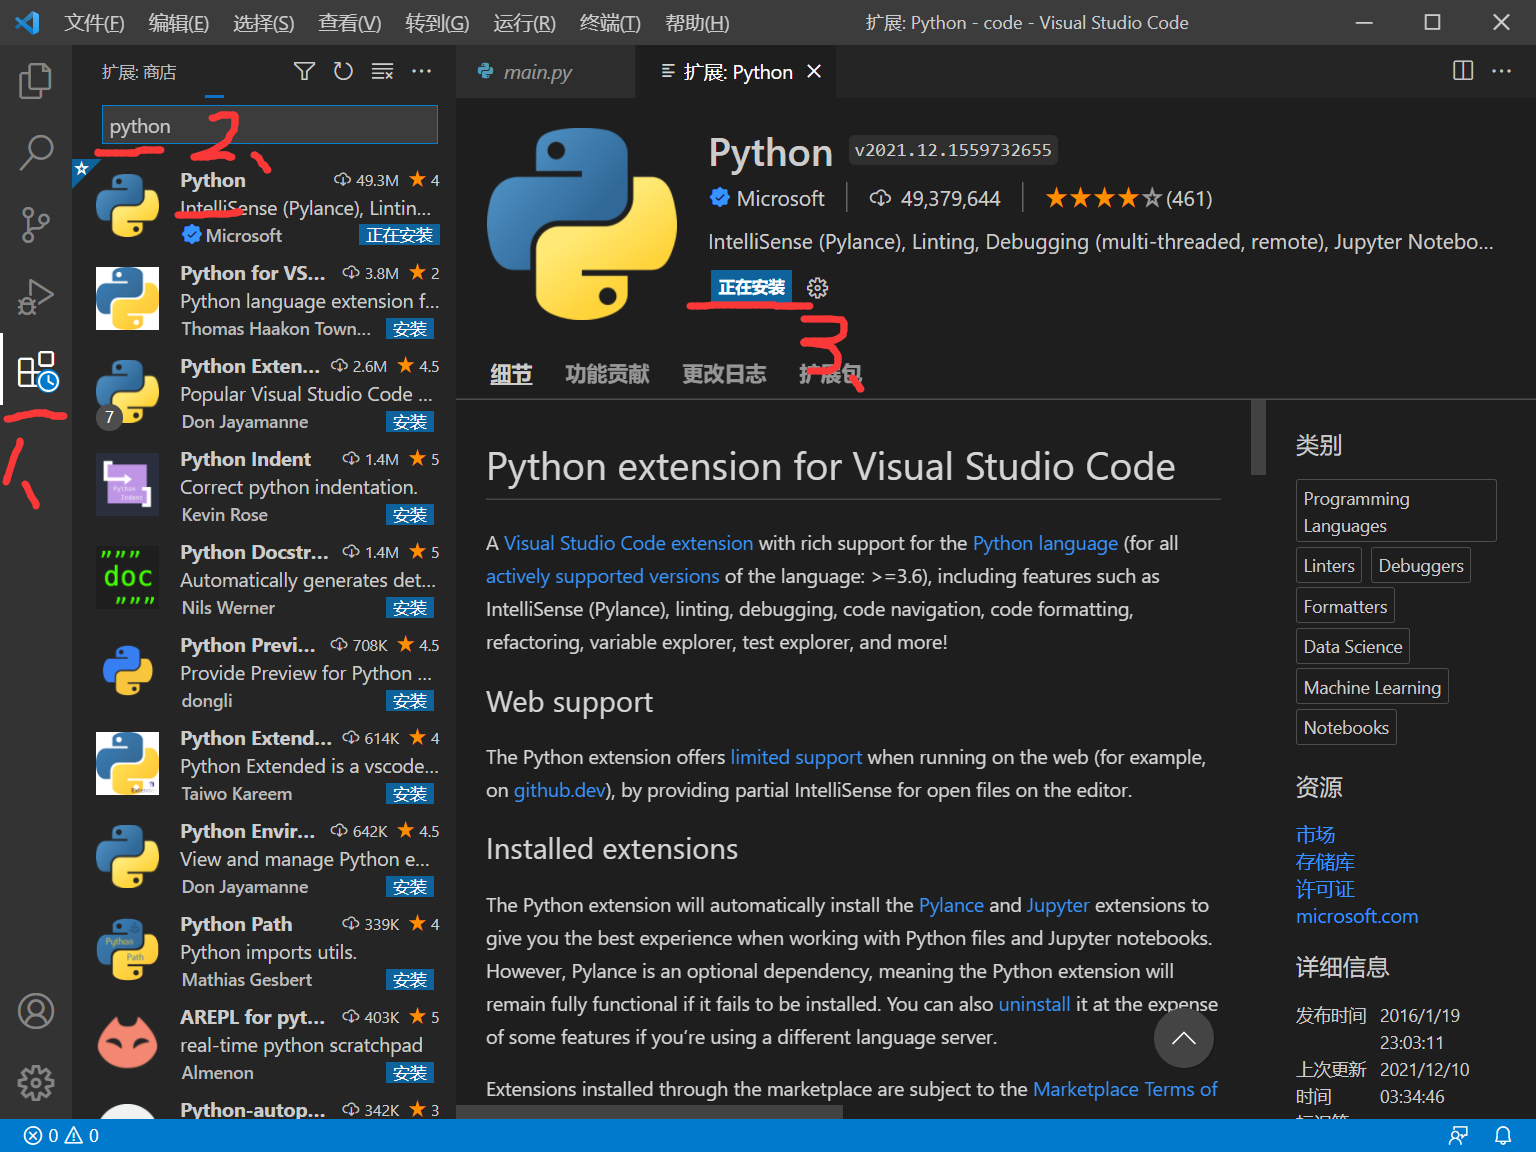 文件(F) 编辑(E) 选择(S) 查看(V) 转到(G) 运行(R) 终端(T) 帮助(H) 扩展: Python - code - Visual Studio Code
扩展: 商店
python
2、
Python 49.3M 4
IntelliSense (Pylance), Lintin...
Microsoft 正在安装
Python for VS... 3.8M 2
Python language extension f...
Thomas Haakon Town... 安装
Python Exten... 2.6M 4.5
Popular Visual Studio Code ...
7 Don Jayamanne 安装
1、
Python Indent 1.4M 5
Correct python indentation.
Kevin Rose 安装
Python Indent
Python Docstr... 1.4M 5
Automatically generates det...
Nils Werner 安装
””” doc ”””
Python Previ... 708K 4.5
Provide Preview for Python ...
dongli 安装
Python Extend... 614K 4
Python Extended is a vscode...
Taiwo Kareem 安装
Python Envir... 642K 4.5
View and manage Python e...
Don Jayamanne 安装
Python Path 339K 4
Python imports utils.
Mathias Gesbert 安装
Python Path
AREPL for pyt... 403K 5
real-time python scratchpad
Almenon 安装
Python-autop... 342K 3
main.py 扩展: Python
Python v2021.12.1559732655
Microsoft 49,379,644 (461)
IntelliSense (Pylance), Linting, Debugging (multi-threaded, remote), Jupyter Notebo...
正在安装
3、
细节 功能贡献 更改日志 扩展包
Python extension for Visual Studio Code
A Visual Studio Code extension with rich support for the Python language (for all
actively supported versions of the language: >=3.6), including features such as
IntelliSense (Pylance), linting, debugging, code navigation, code formatting,
refactoring, variable explorer, test explorer, and more!
Web support
The Python extension offers limited support when running on the web (for example,
on github.dev), by providing partial IntelliSense for open files on the editor.
Installed extensions
The Python extension will automatically install the Pylance and Jupyter extensions to
give you the best experience when working with Python files and Jupyter notebooks.
However, Pylance is an optional dependency, meaning the Python extension will
remain fully functional if it fails to be installed. You can also uninstall it at the expense
of some features if you’re using a different language server.
Extensions installed through the marketplace are subject to the Marketplace Terms of
类别
Programming
Languages
Linters Debuggers
Formatters
Data Science
Machine Learning
Notebooks
资源
市场
存储库
许可证
microsoft.com
详细信息
发布时间 2016/1/19
23:03:11
上次更新 2021/12/10
时间 03:34:46
0 0